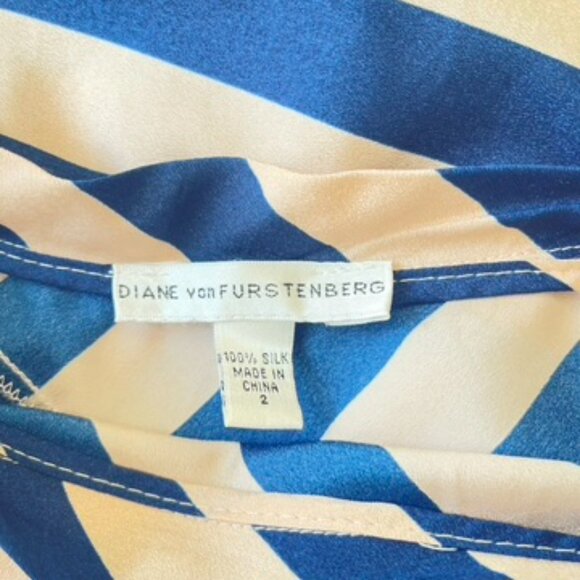 DIANE von FURSTENBERG
100% SILK
MADE IN
CHINA
2